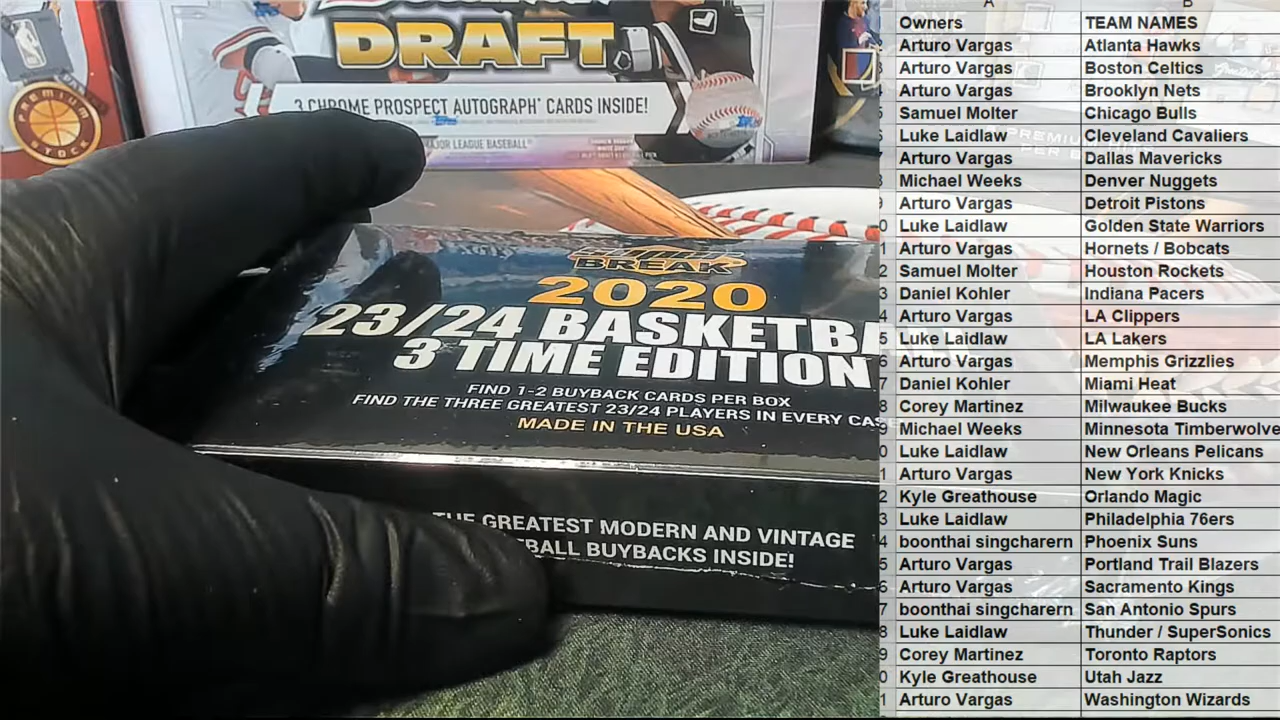 DRAFT
3 CHROME PROSPECT AUTOGRAPH CARDS INSIDE!
MAJOR LEAGUE BASEBALL
PREMIUM
STOCK
BREAK
2020
23/24 BASKETBA
3 TIME EDITION
FIND 1-2 BUYBACK CARDS PER BOX
FIND THE THREE GREATEST 23/24 PLAYERS IN EVERY CAS
MADE IN THE USA
THE GREATEST MODERN AND VINTAGE
BALL BUYBACKS INSIDE!
A B
Owners TEAM NAMES
Arturo Vargas Atlanta Hawks
Arturo Vargas Boston Celtics
Arturo Vargas Brooklyn Nets
Samuel Molter Chicago Bulls
Luke Laidlaw Cleveland Cavaliers
Arturo Vargas Dallas Mavericks
Michael Weeks Denver Nuggets
Arturo Vargas Detroit Pistons
Luke Laidlaw Golden State Warriors
Arturo Vargas Hornets / Bobcats
Samuel Molter Houston Rockets
Daniel Kohler Indiana Pacers
Arturo Vargas LA Clippers
Luke Laidlaw LA Lakers
Arturo Vargas Memphis Grizzlies
Daniel Kohler Miami Heat
Corey Martinez Milwaukee Bucks
Michael Weeks Minnesota Timberwolve
Luke Laidlaw New Orleans Pelicans
Arturo Vargas New York Knicks
Kyle Greathouse Orlando Magic
Luke Laidlaw Philadelphia 76ers
boonthai singcharern Phoenix Suns
Arturo Vargas Portland Trail Blazers
Arturo Vargas Sacramento Kings
boonthai singcharern San Antonio Spurs
Luke Laidlaw Thunder / SuperSonics
Corey Martinez Toronto Raptors
Kyle Greathouse Utah Jazz
Arturo Vargas Washington Wizards